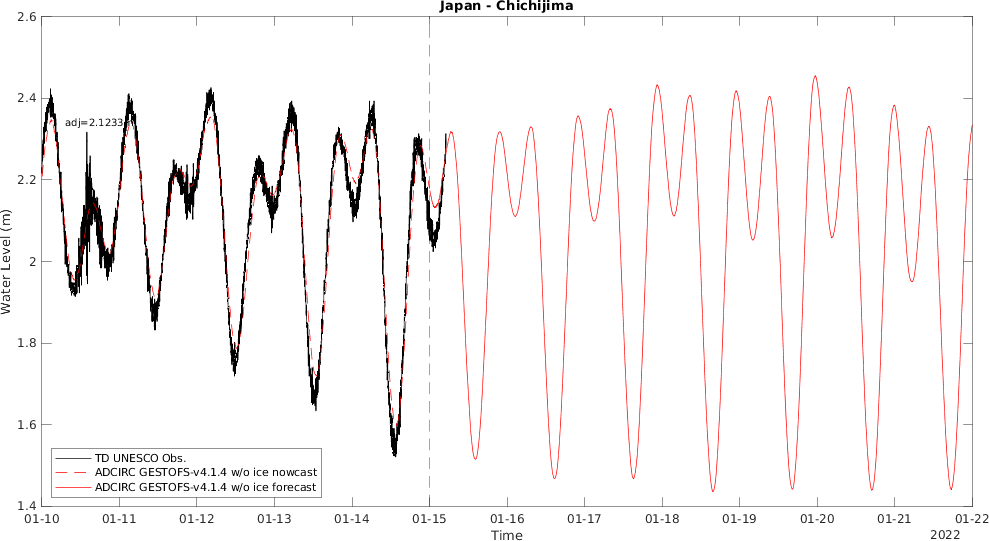 Japan - Chichijima
2.6
2.4
2.2
2
1.8
1.6
1.4
Water Level (m)
adj=2.1233
TD UNESCO Obs.
ADCIRC GESTOFS-v4.1.4 w/o ice nowcast
ADCIRC GESTOFS-v4.1.4 w/o ice forecast
01-10 01-11 01-12 01-13 01-14 01-15 01-16 01-17 01-18 01-19 01-20 01-21 01-22
Time
2022